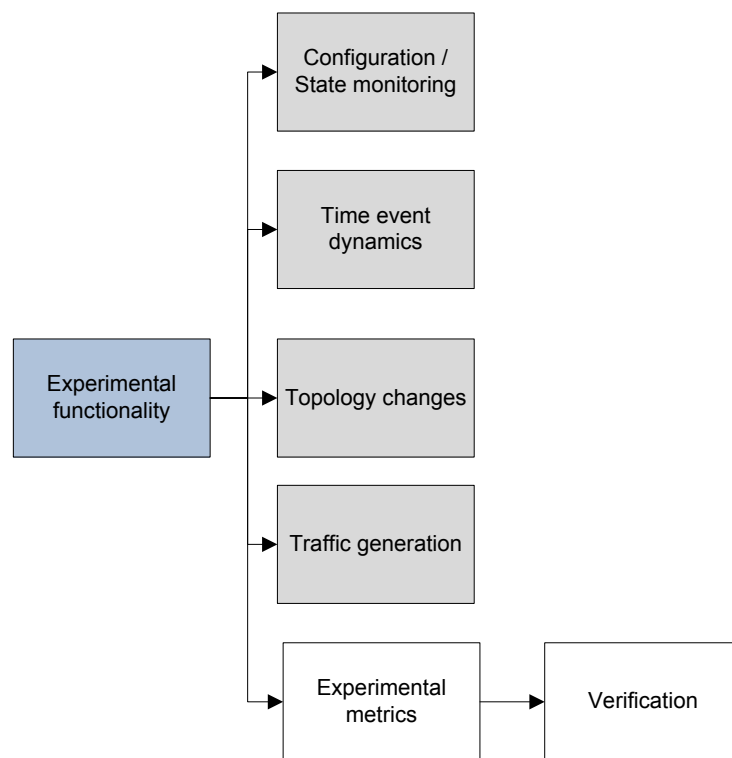 Configuration /
State monitoring
Time event
dynamics
Experimental
functionality
Topology changes
Traffic generation
Experimental
metrics
Verification